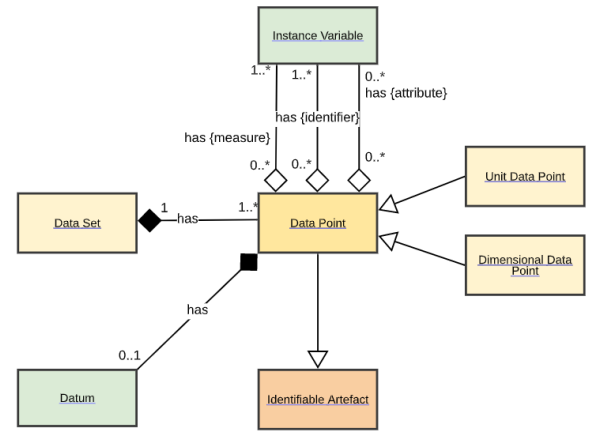 Instance Variable
1..*
1..*
0..*
has {attribute}
has {identifier}
has {measure}
0..*
0..*
0..*
Unit Data Point
Data Set
1
has
1..*
Data Point
Dimensional Data
Point
has
0..1
Datum
Identifiable Artefact